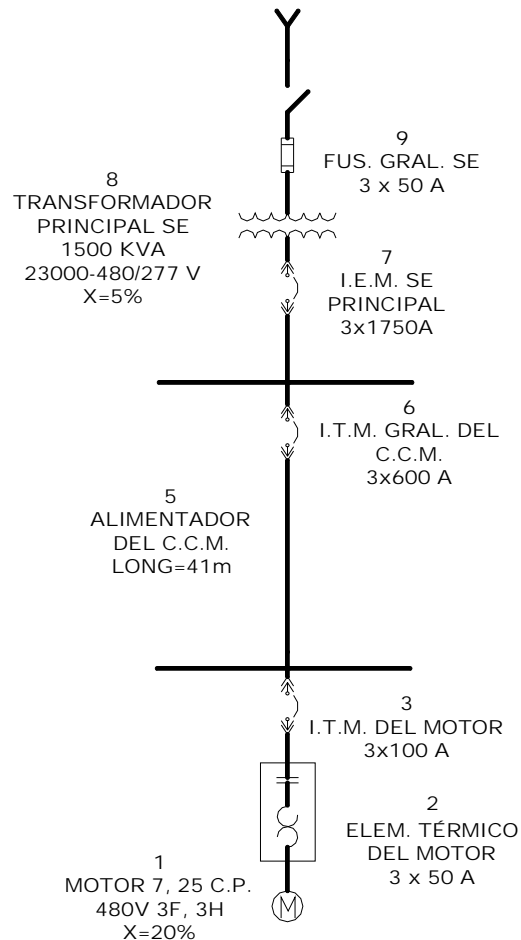 9
FUS. GRAL. SE
3 x 50 A
8
TRANSFORMADOR
PRINCIPAL SE
1500 KVA
23000-480/277 V
X=5%
7
I.E.M. SE
PRINCIPAL
3x1750A
6
I.T.M. GRAL. DEL
C.C.M.
3x600 A
5
ALIMENTADOR
DEL C.C.M.
LONG=41m
3
I.T.M. DEL MOTOR
3x100 A
2
ELEM. TÉRMICO
DEL MOTOR
3 x 50 A
1
MOTOR 7, 25 C.P.
480V 3F, 3H
X=20%
M